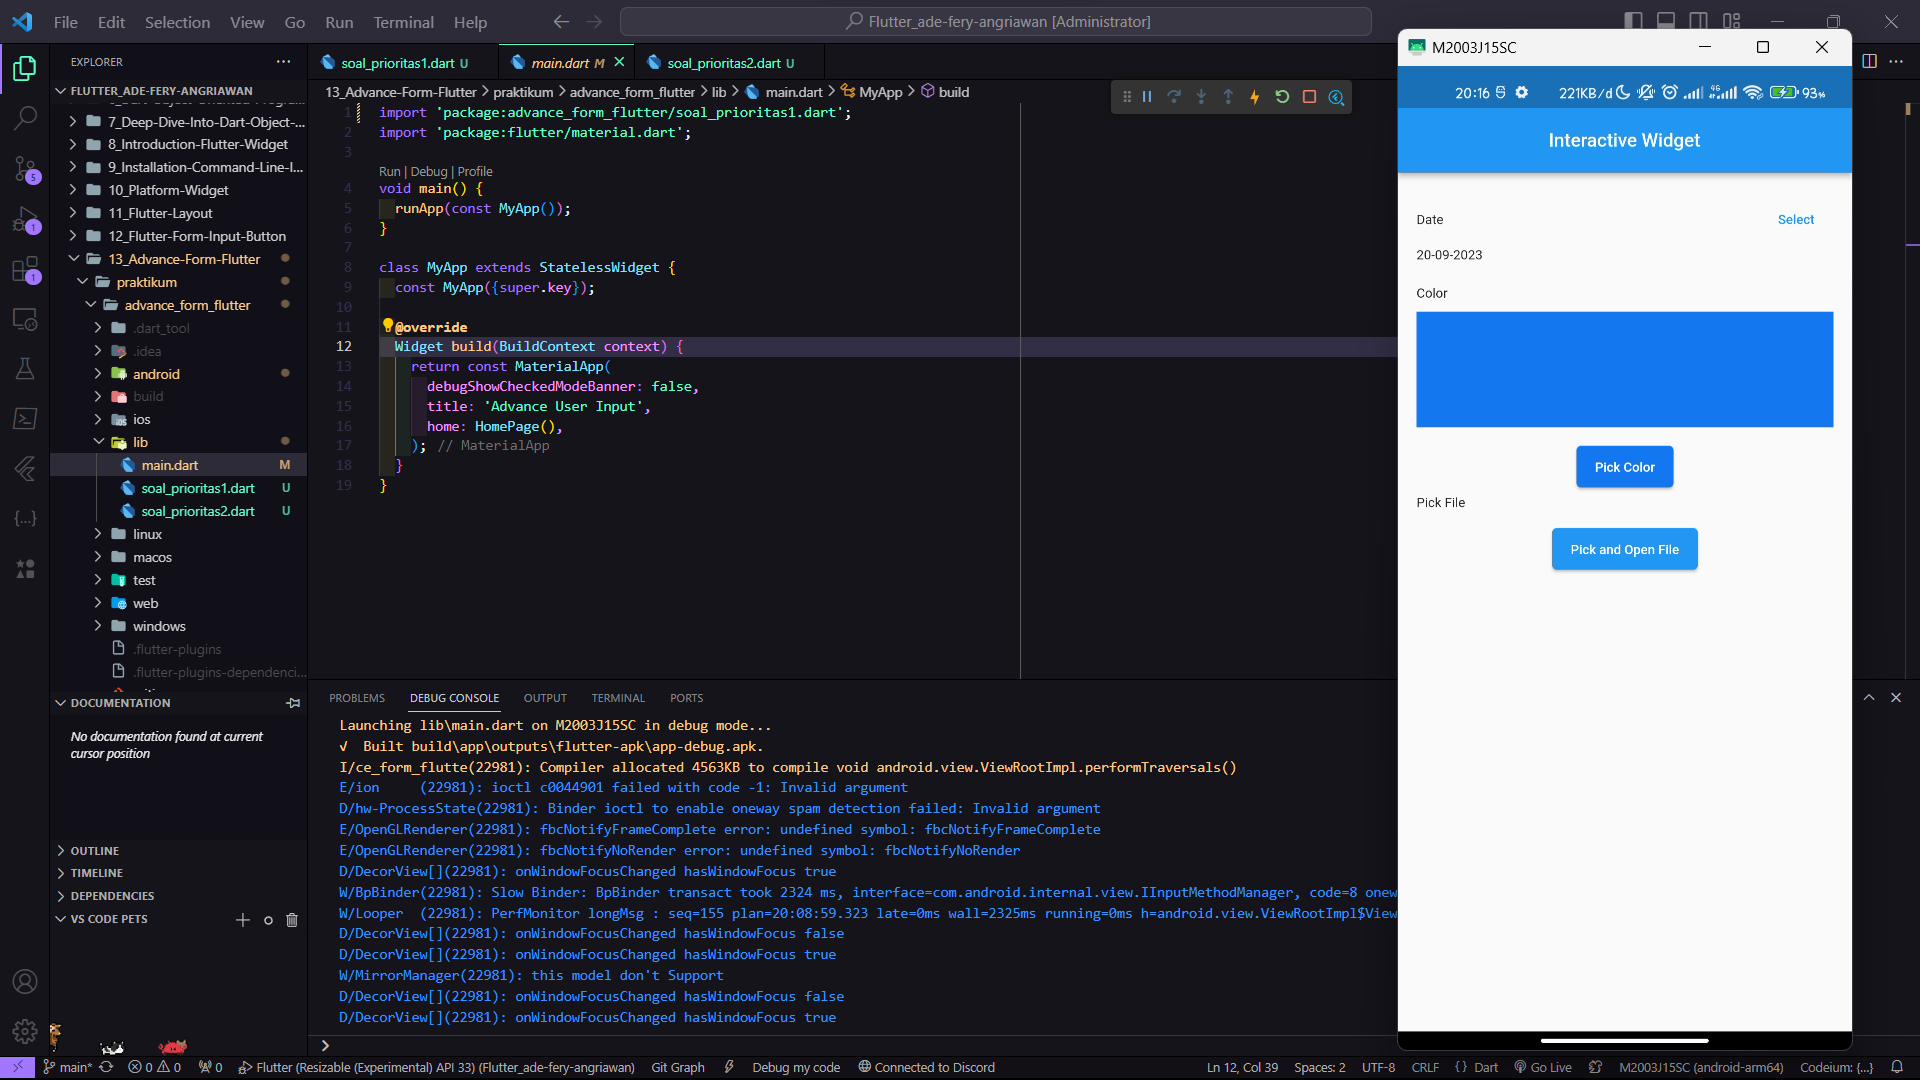 File Edit Selection View Go Run Terminal Help
Flutter_ade-fery-angriawan [Administrator]
EXPLORER
FLUTTER_ADE-FERY-ANGRIAWAN
7_Deep-Dive-Into-Dart-Object-...
8_Introduction-Flutter-Widget
9_Installation-Command-Line-I...
10_Platform-Widget
11_Flutter-Layout
12_Flutter-Form-Input-Button
13_Advance-Form-Flutter
praktikum
advance_form_flutter
.dart_tool
.idea
android
build
ios
lib
main.dart M
soal_prioritas1.dart U
soal_prioritas2.dart U
linux
macos
test
web
windows
.flutter-plugins
.flutter-plugins-dependenci...
DOCUMENTATION
No documentation found at current
cursor position
OUTLINE
TIMELINE
DEPENDENCIES
VS CODE PETS
5
1
1
soal_prioritas1.dart U
main.dart M
soal_prioritas2.dart U
13_Advance-Form-Flutter > praktikum > advance_form_flutter > lib > main.dart > MyApp > build
1 import 'package:advance_form_flutter/soal_prioritas1.dart';
2 import 'package:flutter/material.dart';
3
Run | Debug | Profile
4 void main() {
5 runApp(const MyApp());
6 }
7
8 class MyApp extends StatelessWidget {
9 const MyApp({super.key});
10
11 @override
12 Widget build(BuildContext context) {
13 return const MaterialApp(
14 debugShowCheckedModeBanner: false,
15 title: 'Advance User Input',
16 home: HomePage(),
17 ); // MaterialApp
18 }
19 }
PROBLEMS DEBUG CONSOLE OUTPUT TERMINAL PORTS
Launching lib\main.dart on M2003J15SC in debug mode...
√ Built build\app\outputs\flutter-apk\app-debug.apk.
I/ce_form_flutte(22981): Compiler allocated 4563KB to compile void android.view.ViewRootImpl.performTraversals()
E/ion (22981): ioctl c0044901 failed with code -1: Invalid argument
D/hw-ProcessState(22981): Binder ioctl to enable oneway spam detection failed: Invalid argument
E/OpenGLRenderer(22981): fbcNotifyFrameComplete error: undefined symbol: fbcNotifyFrameComplete
E/OpenGLRenderer(22981): fbcNotifyNoRender error: undefined symbol: fbcNotifyNoRender
D/DecorView[](22981): onWindowFocusChanged hasWindowFocus true
W/BpBinder(22981): Slow Binder: BpBinder transact took 2324 ms, interface=com.android.internal.view.IInputMethodManager, code=8 onew
W/Looper (22981): PerfMonitor longMsg : seq=155 plan=20:08:59.323 late=0ms wall=2325ms running=0ms h=android.view.ViewRootImpl$View
D/DecorView[](22981): onWindowFocusChanged hasWindowFocus false
D/DecorView[](22981): onWindowFocusChanged hasWindowFocus true
W/MirrorManager(22981): this model don't Support
D/DecorView[](22981): onWindowFocusChanged hasWindowFocus false
D/DecorView[](22981): onWindowFocusChanged hasWindowFocus true
M2003J15SC
20:16 221KB/d 4G 93%
Interactive Widget
Date Select
20-09-2023
Color
Pick Color
Pick File
Pick and Open File
main* 0 0 0 Flutter (Resizable (Experimental) API 33) (Flutter_ade-fery-angriawan) Git Graph Debug my code Connected to Discord Ln 12, Col 39 Spaces: 2 UTF-8 CRLF {} Dart Go Live M2003J15SC (android-arm64) Codeium: {...}